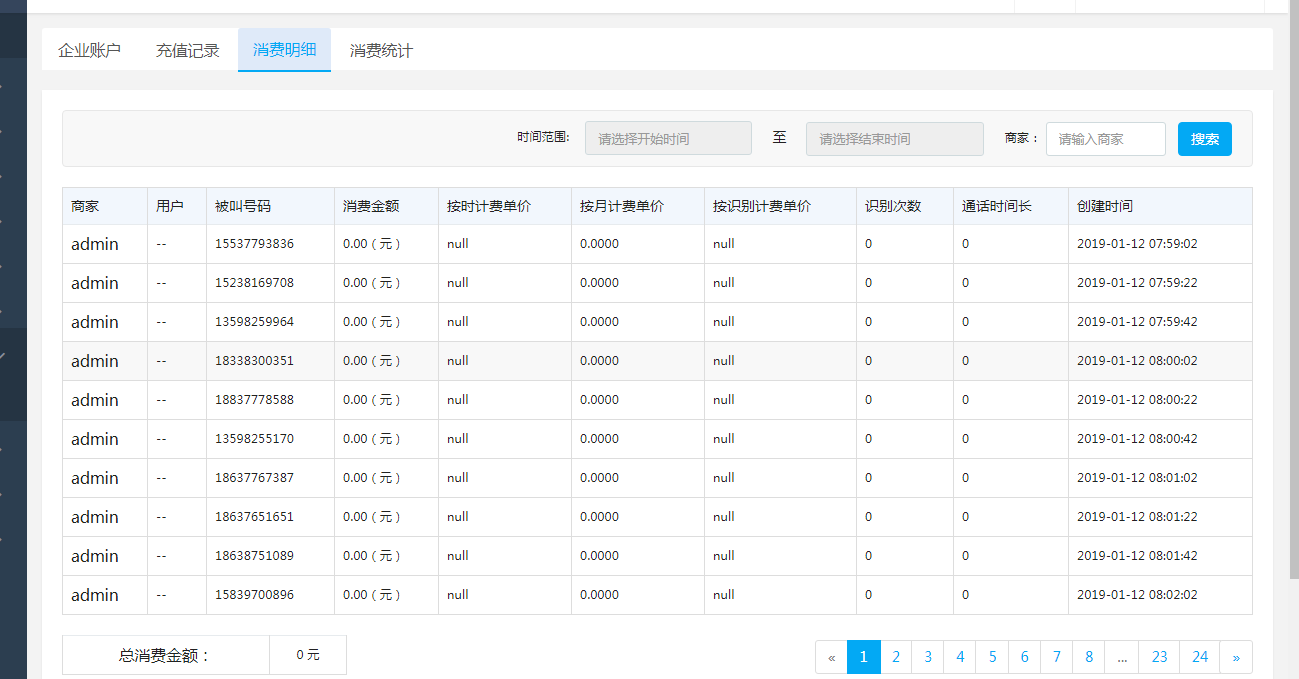 企业账户 充值记录 消费明细 消费统计
时间范围: 请选择开始时间 至 请选择结束时间 商家： 请输入商家 搜索
商家 用户 被叫号码 消费金额 按时计费单价 按月计费单价 按识别计费单价 识别次数 通话时间长 创建时间
admin -- 15537793836 0.00（元） null 0.0000 null 0 0 2019-01-12 07:59:02
admin -- 15238169708 0.00（元） null 0.0000 null 0 0 2019-01-12 07:59:22
admin -- 13598259964 0.00（元） null 0.0000 null 0 0 2019-01-12 07:59:42
admin -- 18338300351 0.00（元） null 0.0000 null 0 0 2019-01-12 08:00:02
admin -- 18837778588 0.00（元） null 0.0000 null 0 0 2019-01-12 08:00:22
admin -- 13598255170 0.00（元） null 0.0000 null 0 0 2019-01-12 08:00:42
admin -- 18637767387 0.00（元） null 0.0000 null 0 0 2019-01-12 08:01:02
admin -- 18637651651 0.00（元） null 0.0000 null 0 0 2019-01-12 08:01:22
admin -- 18638751089 0.00（元） null 0.0000 null 0 0 2019-01-12 08:01:42
admin -- 15839700896 0.00（元） null 0.0000 null 0 0 2019-01-12 08:02:02
总消费金额： 0 元 « 1 2 3 4 5 6 7 8 ... 23 24 »